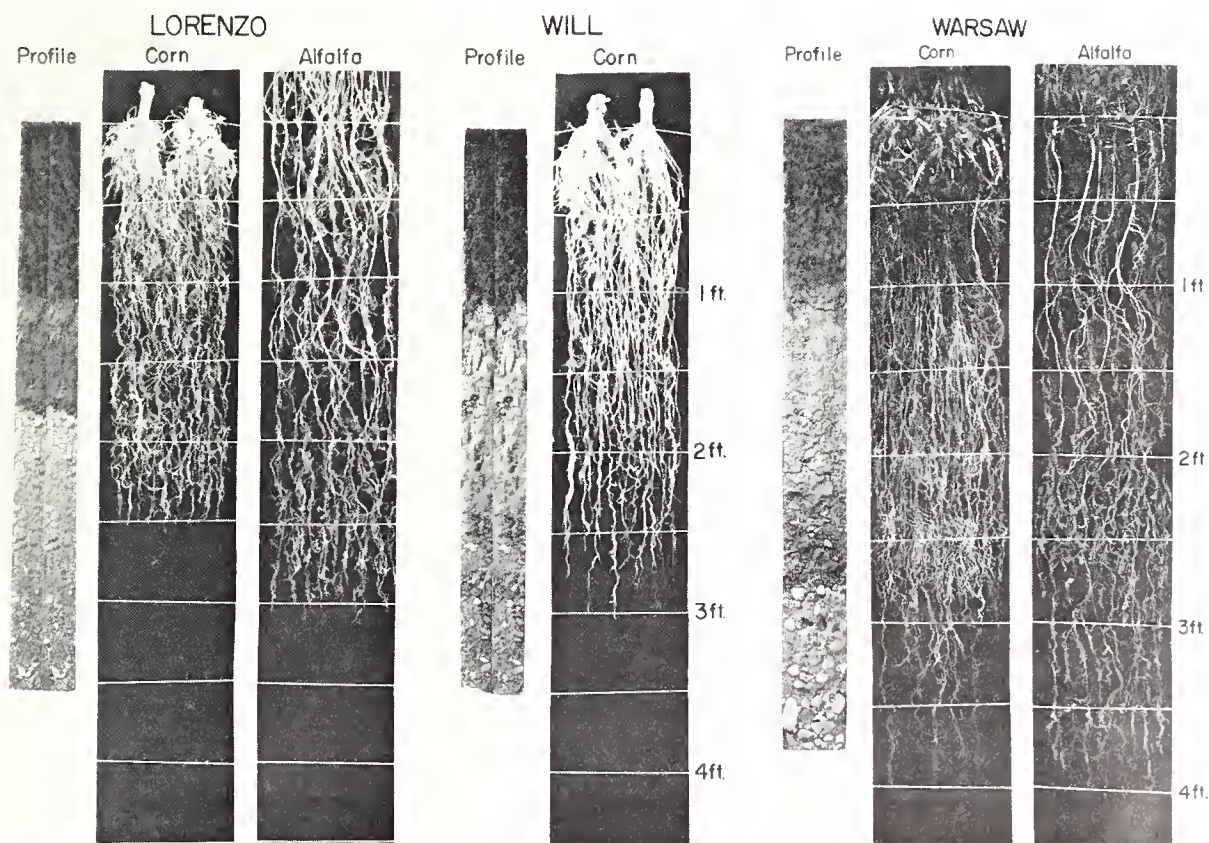 LORENZO
Profile Corn Alfalfa
WILL
Profile Corn
1 ft.
2 ft.
3 ft.
4 ft.
WARSAW
Profile Corn Alfalfa
1 ft.
2 ft
3 ft.
4 ft.